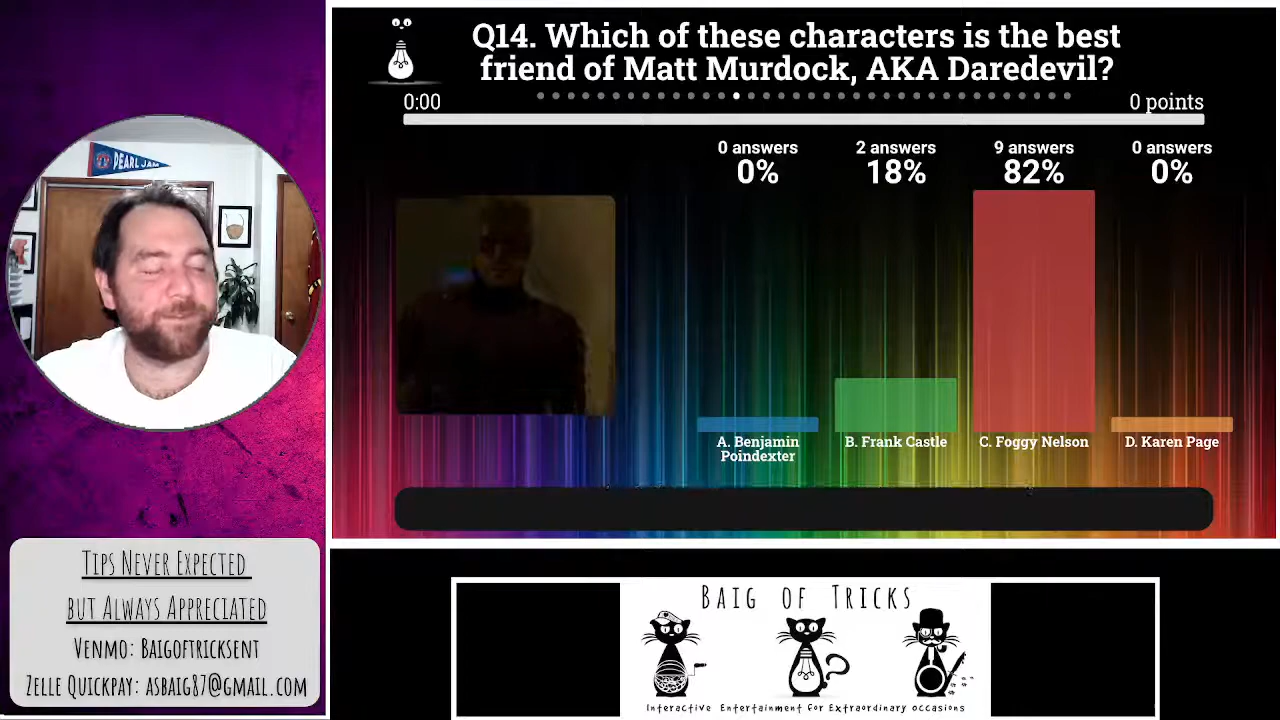 PEARL JAM
Tips Never Expected
but Always Appreciated
Venmo: Baigoftricksent
Zelle Quickpay: asbaig87@gmail.com
Q14. Which of these characters is the best
friend of Matt Murdock, AKA Daredevil?
0:00
0 points
0 answers
0%
2 answers
18%
9 answers
82%
0 answers
0%
A. Benjamin
Poindexter
B. Frank Castle
C. Foggy Nelson
D. Karen Page
Baig of Tricks
Interactive Entertainment for Extraordinary Occasions